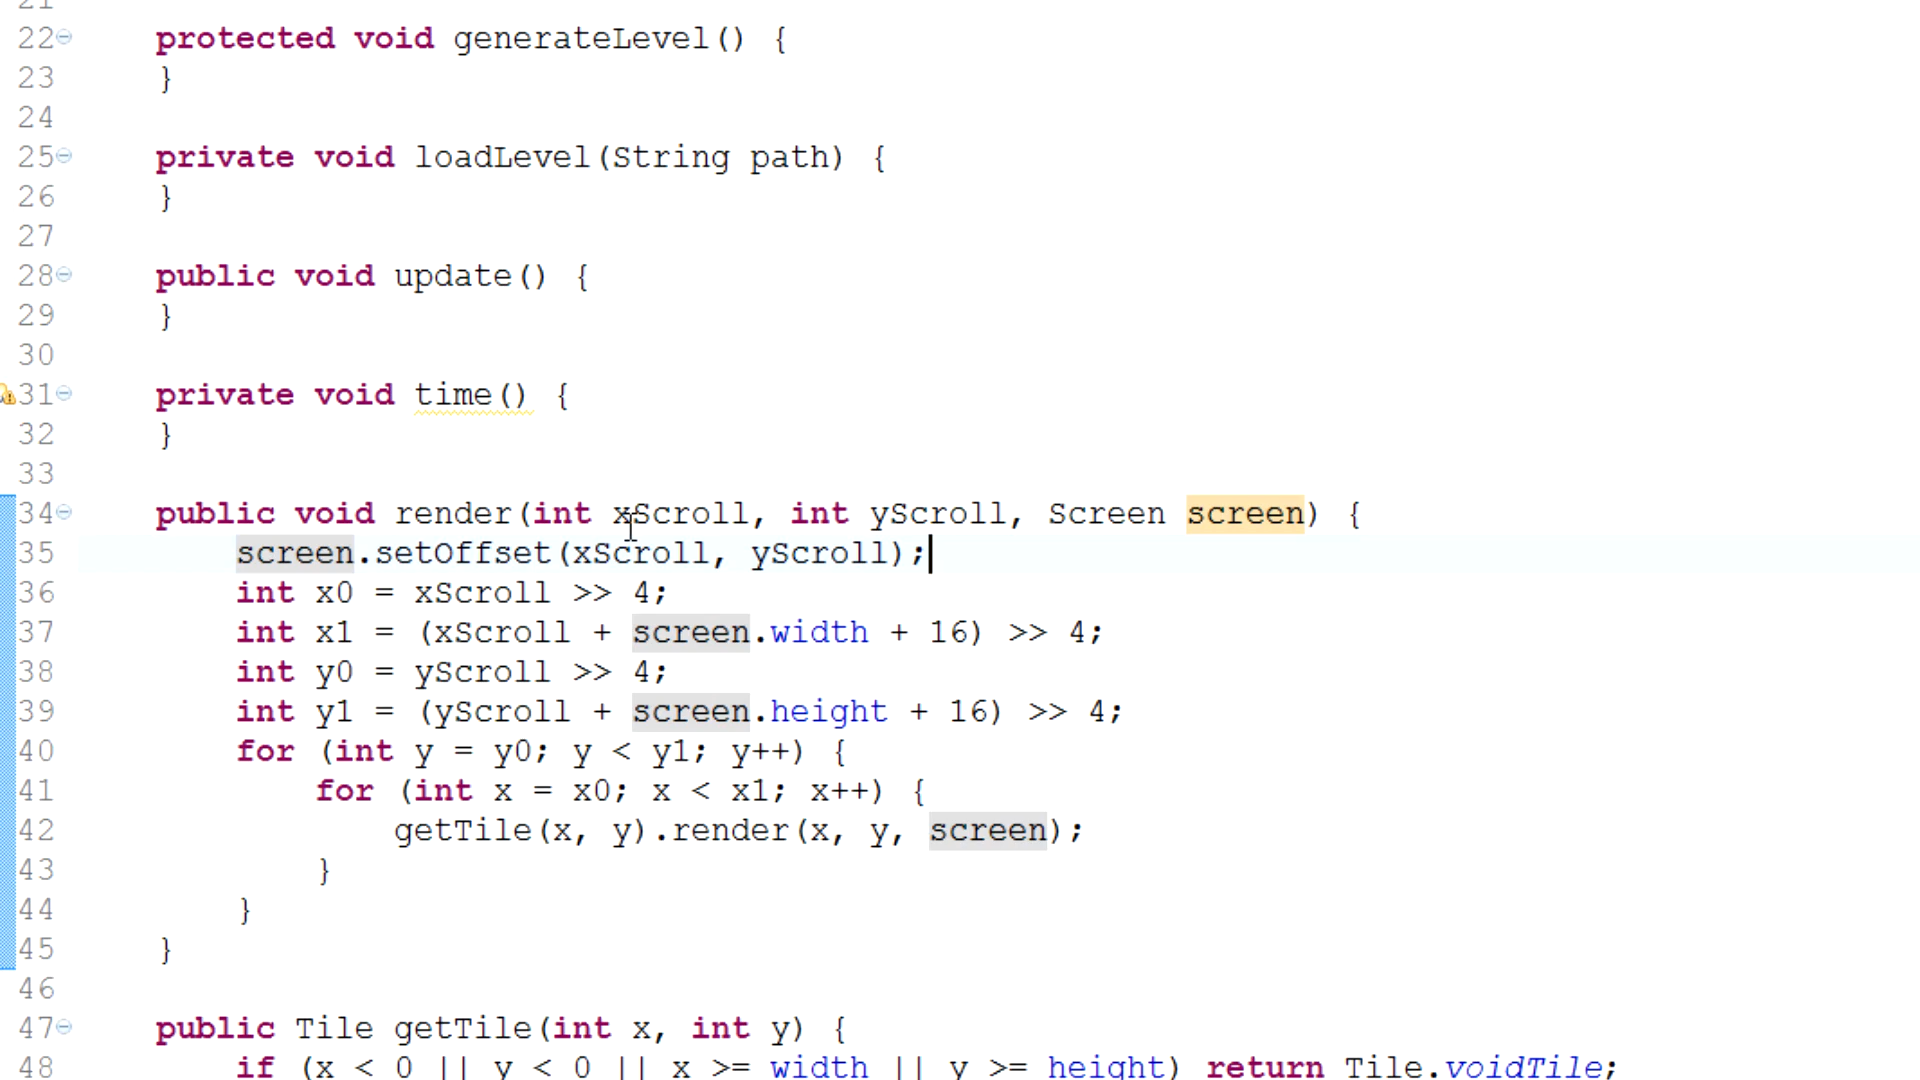 21
22 protected void generateLevel() {
23 }
24
25 private void loadLevel(String path) {
26 }
27
28 public void update() {
29 }
30
31 private void time() {
32 }
33
34 public void render(int xScroll, int yScroll, Screen screen) {
35 screen.setOffset(xScroll, yScroll);
36 int x0 = xScroll >> 4;
37 int x1 = (xScroll + screen.width + 16) >> 4;
38 int y0 = yScroll >> 4;
39 int y1 = (yScroll + screen.height + 16) >> 4;
40 for (int y = y0; y < y1; y++) {
41 for (int x = x0; x < x1; x++) {
42 getTile(x, y).render(x, y, screen);
43 }
44 }
45 }
46
47 public Tile getTile(int x, int y) {
48 if (x < 0 || y < 0 || x >= width || y >= height) return Tile.voidTile;